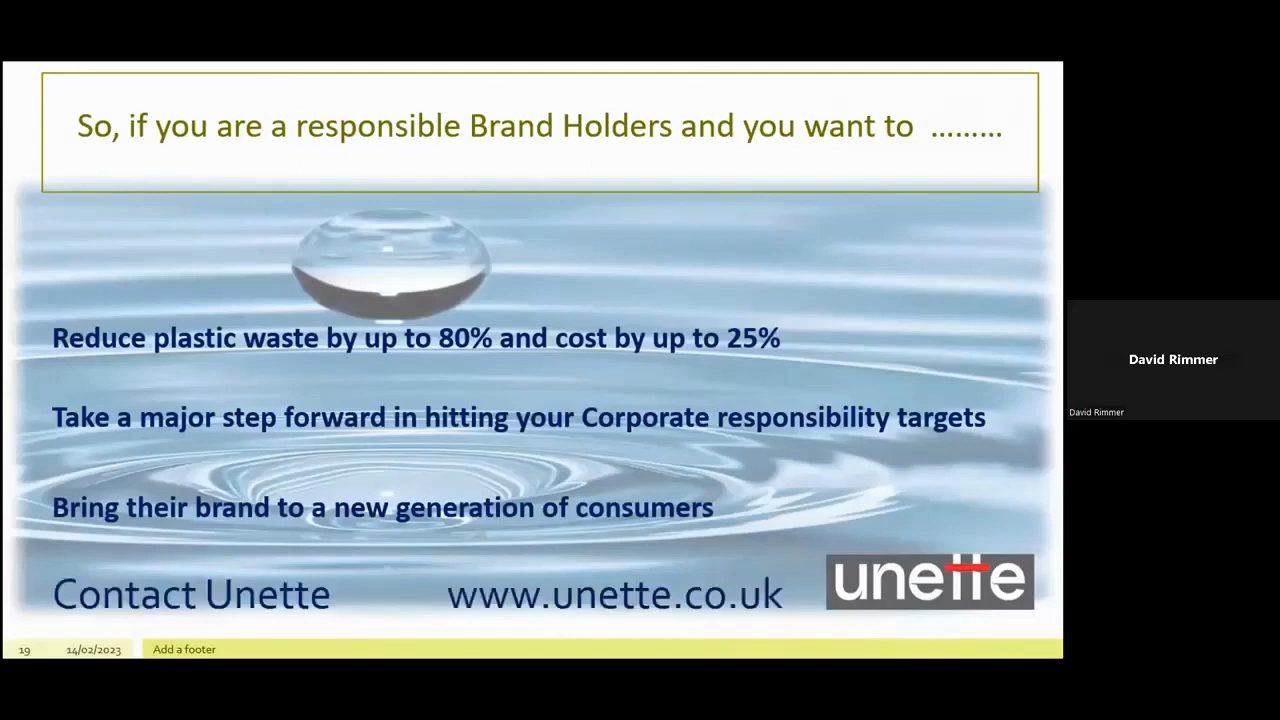 So, if you are a responsible Brand Holders and you want to ………
Reduce plastic waste by up to 80% and cost by up to 25%
Take a major step forward in hitting your Corporate responsibility targets
Bring their brand to a new generation of consumers
Contact Unette www.unette.co.uk
unette
19 14/02/2023 Add a footer
David Rimmer
David Rimmer